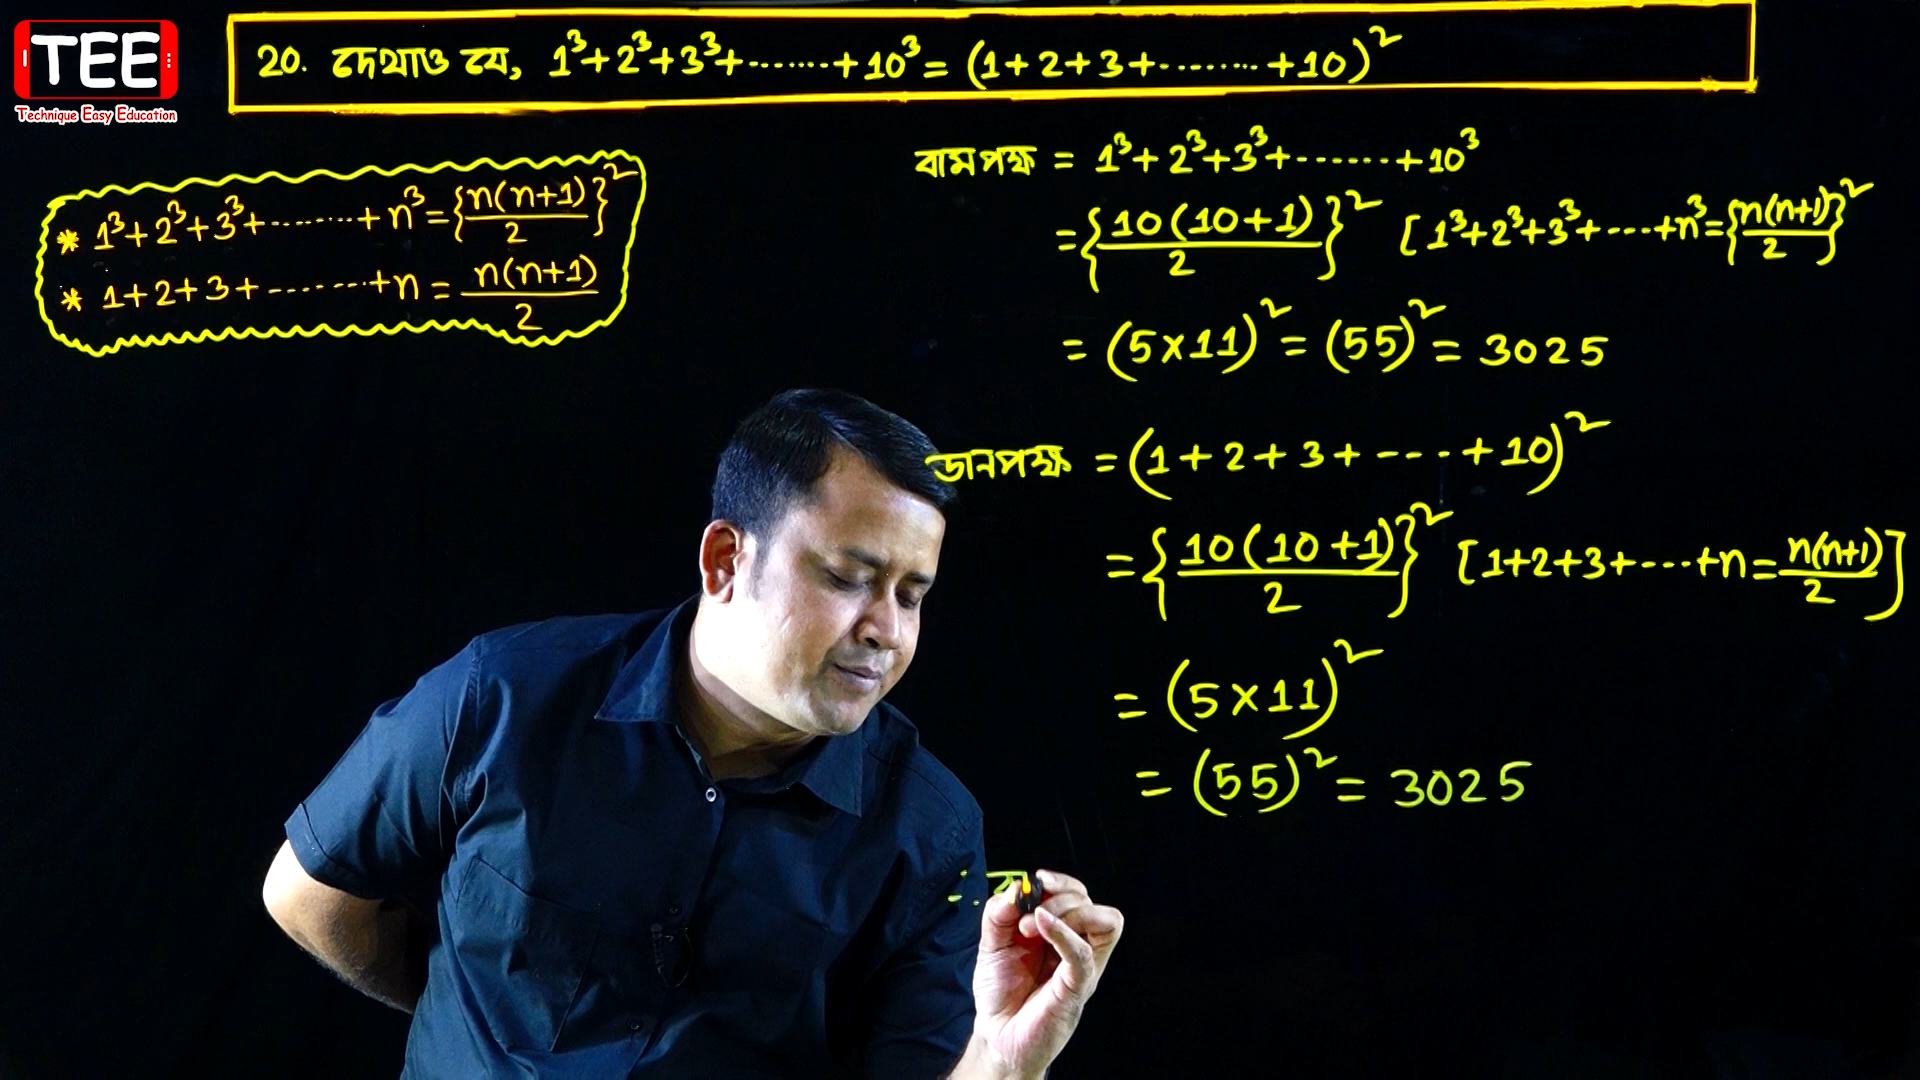 TEE
Technique Easy Education
20. দেখাও যে, 1³+2³+3³+.......+10³= (1+2+3+........+10)²
* 1³+2³+3³+.......+n³={n(n+1)/2}²
* 1+2+3+.......+n = n(n+1)/2
বামপক্ষ = 1³+2³+3³+......+10³
={10(10+1)/2}² [1³+2³+3³+....+n³={n(n+1)/2}²
= (5×11)² = (55)² = 3025
ডানপক্ষ =(1+2+3+----+10)²
={10(10+1)/2}² [1+2+3+....+n=n(n+1)/2]
= (5×11)²
= (55)² = 3025
∴